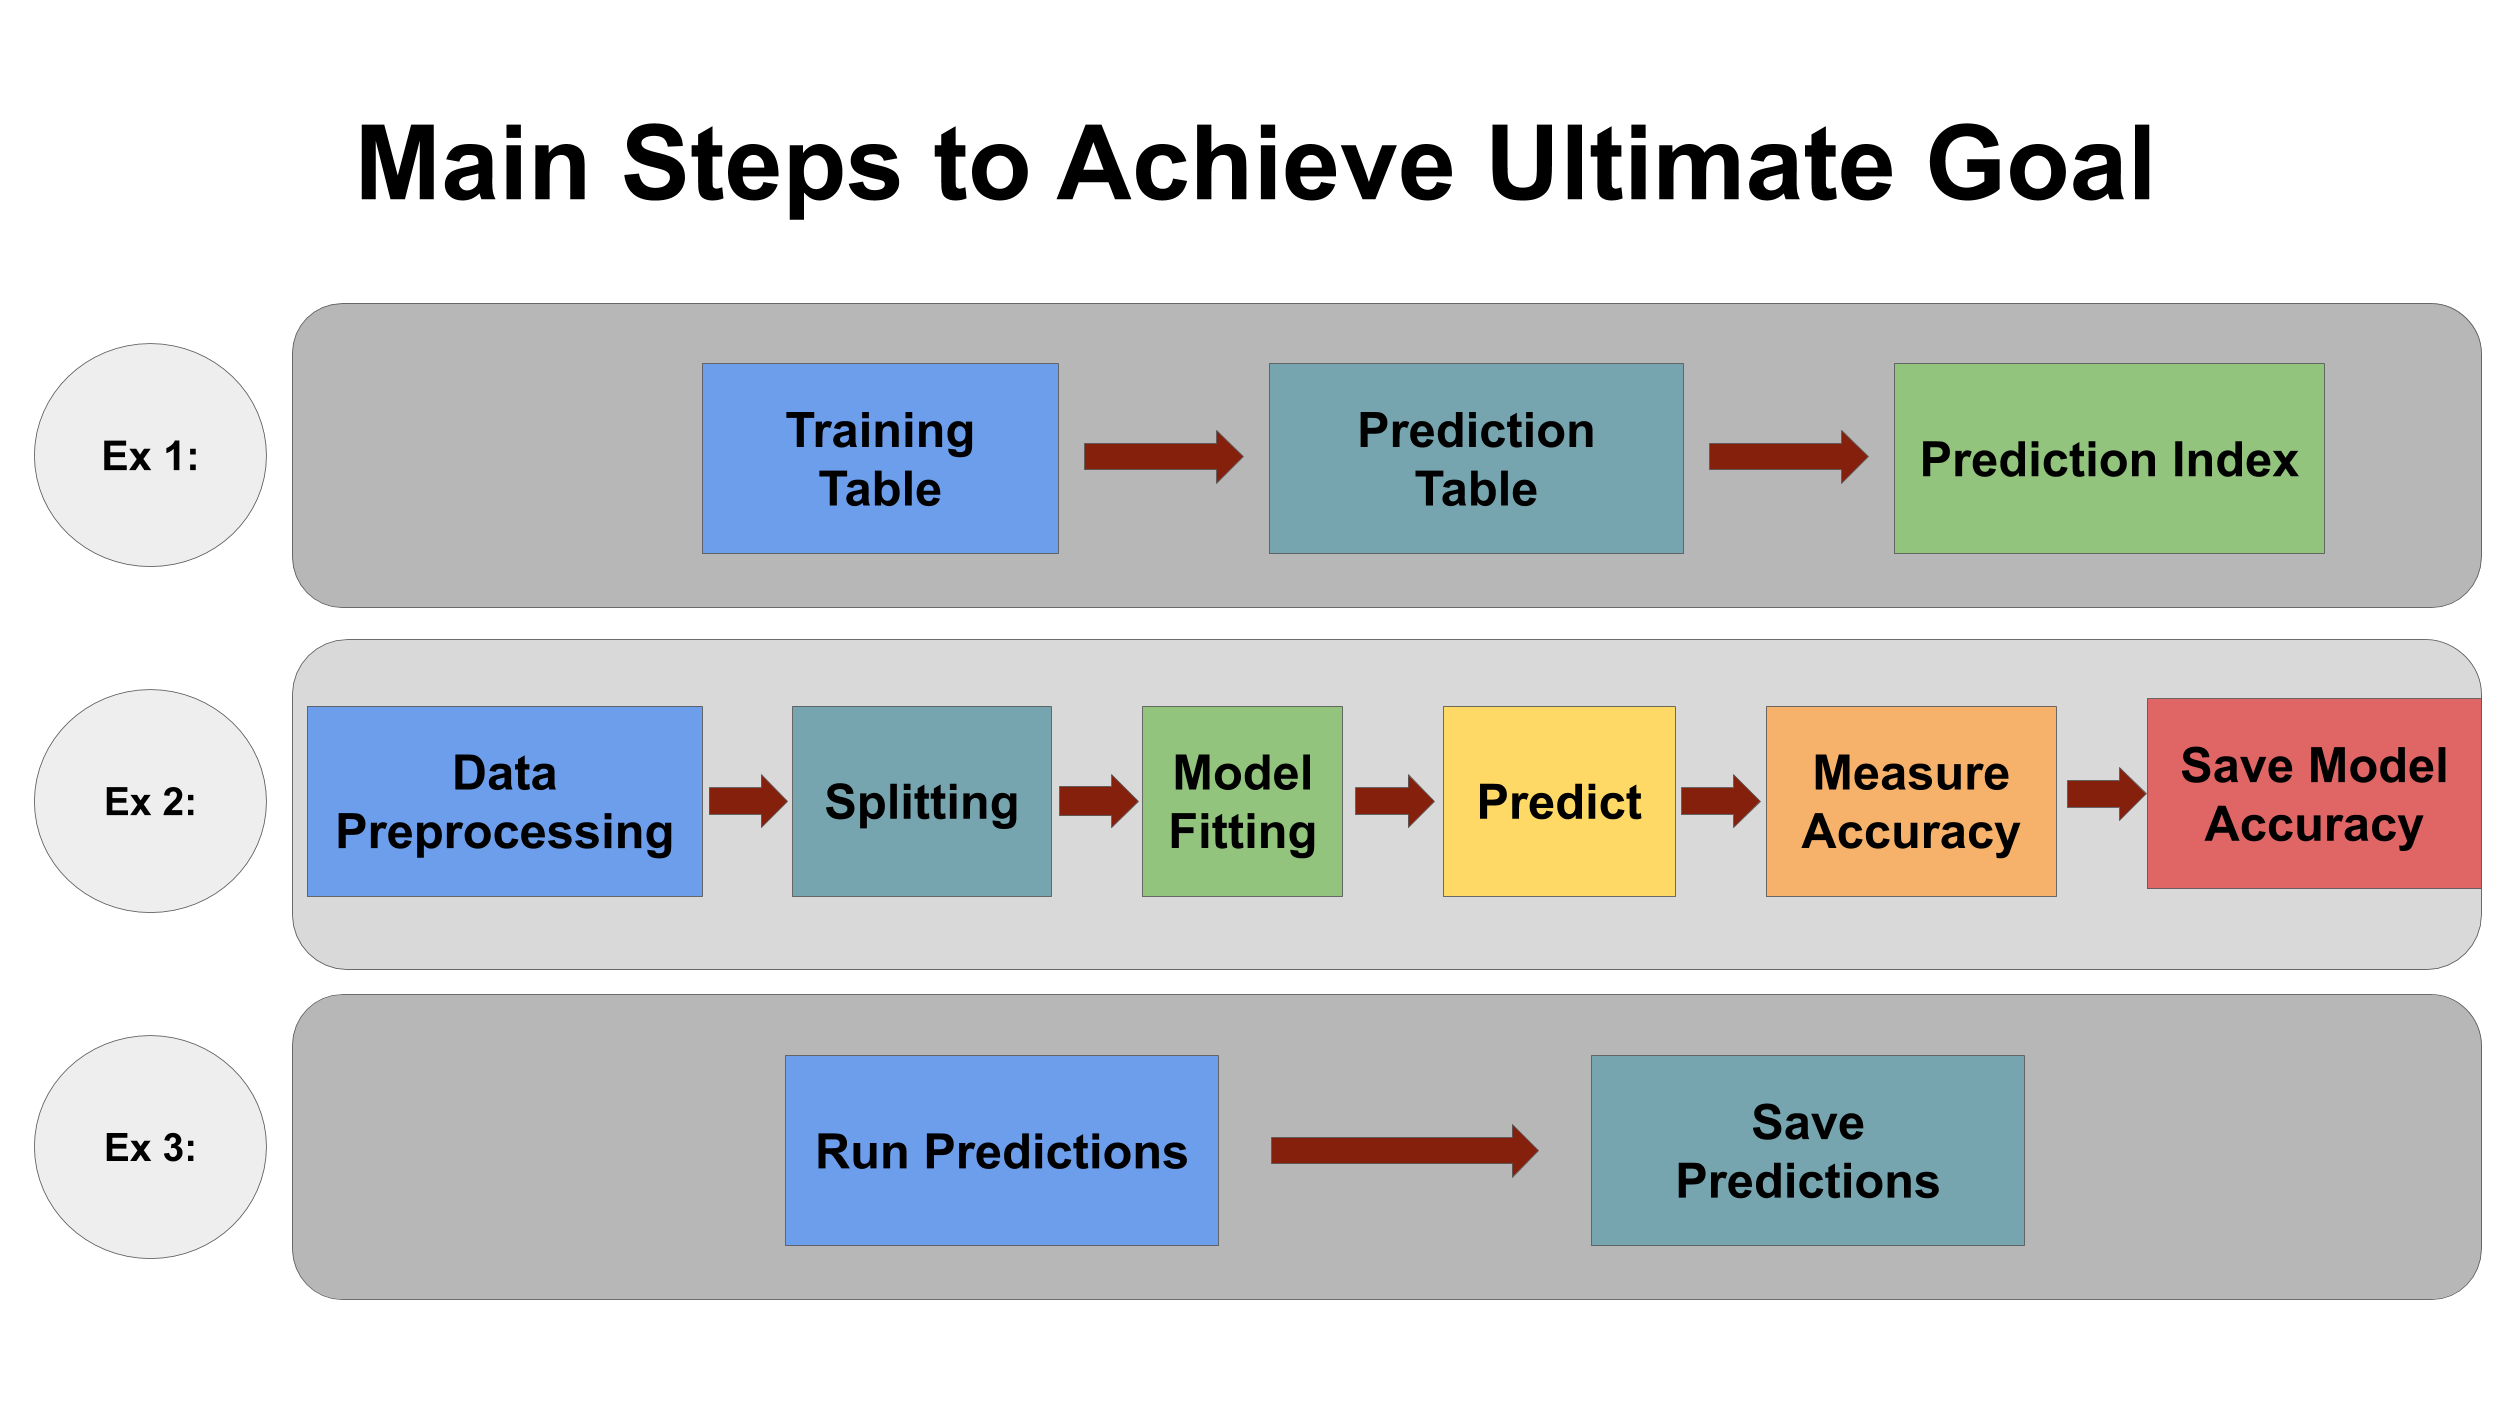 Main Steps to Achieve Ultimate Goal
Ex 1:
Training
Table
Prediction
Table
Prediction Index
Ex 2:
Data
Preprocessing
Splitting
Model
Fitting
Predict
Measure
Accuracy
Save Model
Accuracy
Ex 3:
Run Predictions
Save
Predictions